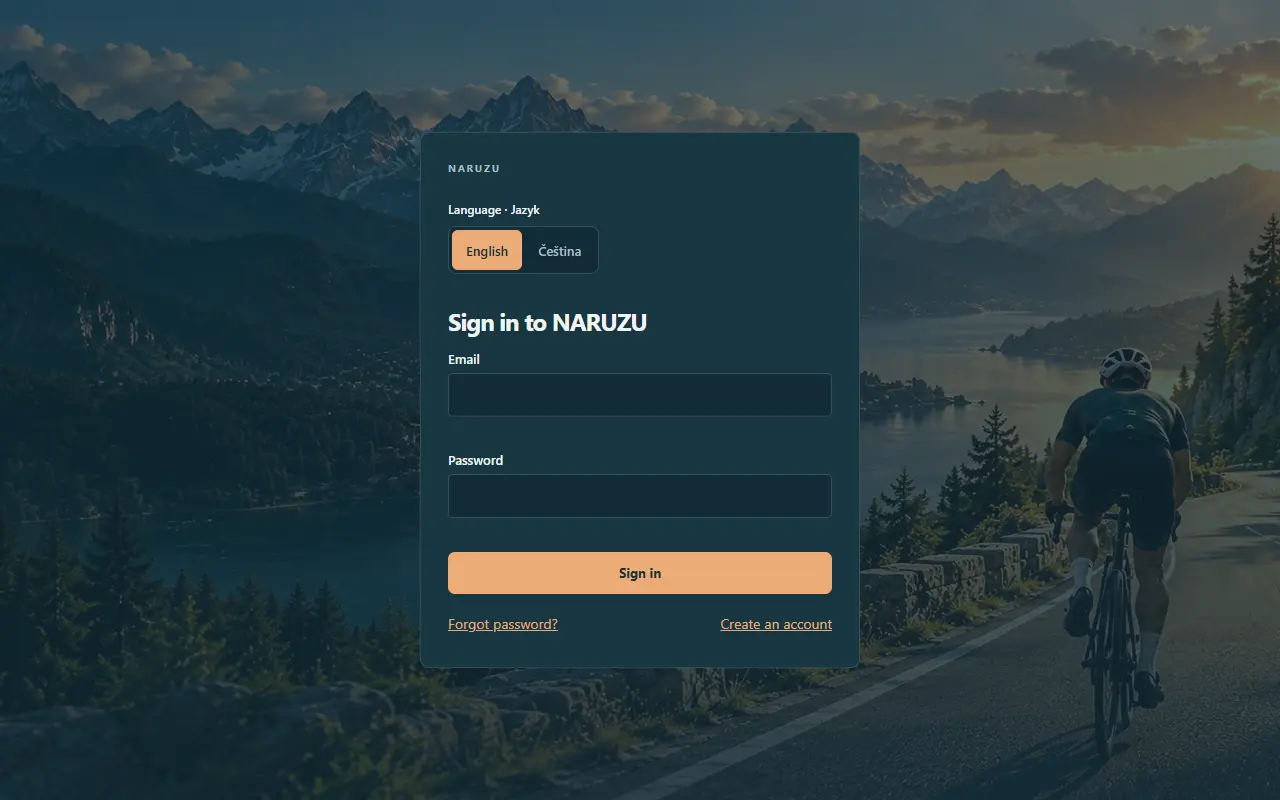 NARUZU
Language · Jazyk
English Čeština
Sign in to NARUZU
Email
Password
Sign in
Forgot password? Create an account